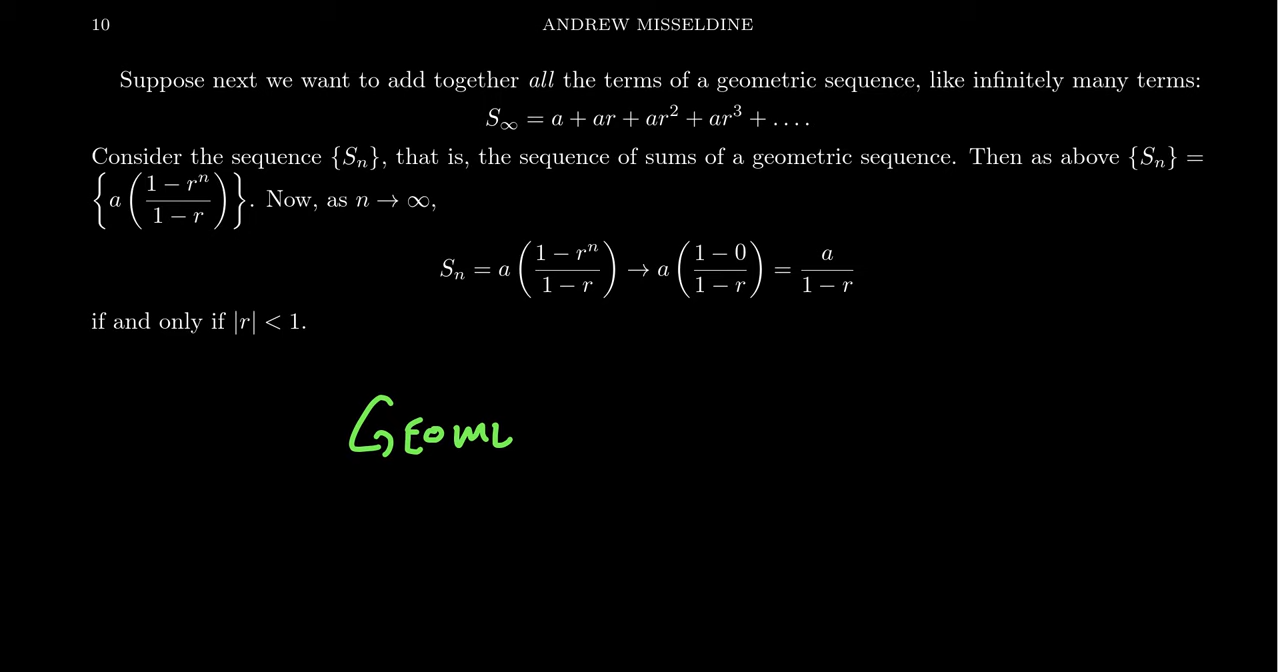 10 ANDREW MISSELDINE
Suppose next we want to add together all the terms of a geometric sequence, like infinitely many terms:
S∞ = a + ar + ar² + ar³ + . . . .
Consider the sequence {Sₙ}, that is, the sequence of sums of a geometric sequence. Then as above {Sₙ} =
{a((1 − rⁿ)/(1 − r))}. Now, as n → ∞,
Sₙ = a((1 − rⁿ)/(1 − r)) → a((1 − 0)/(1 − r)) = a/(1 − r)
if and only if |r| < 1.